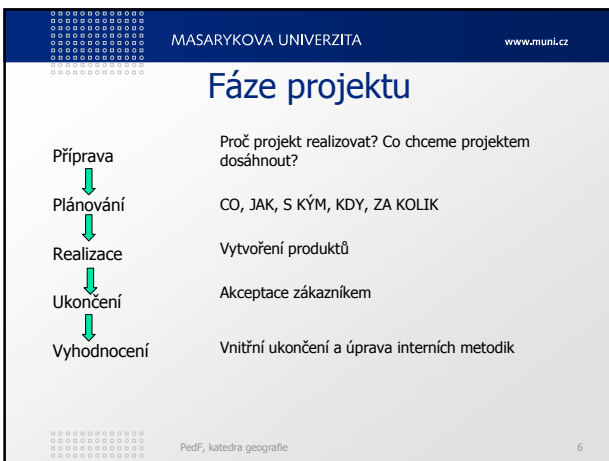 MASARYKOVA UNIVERZITA
www.muni.cz
Fáze projektu
Příprava
Proč projekt realizovat? Co chceme projektem
dosáhnout?
Plánování
CO, JAK, S KÝM, KDY, ZA KOLIK
Realizace
Vytvoření produktů
Ukončení
Akceptace zákazníkem
Vyhodnocení
Vnitřní ukončení a úprava interních metodik
PedF, katedra geografie
6